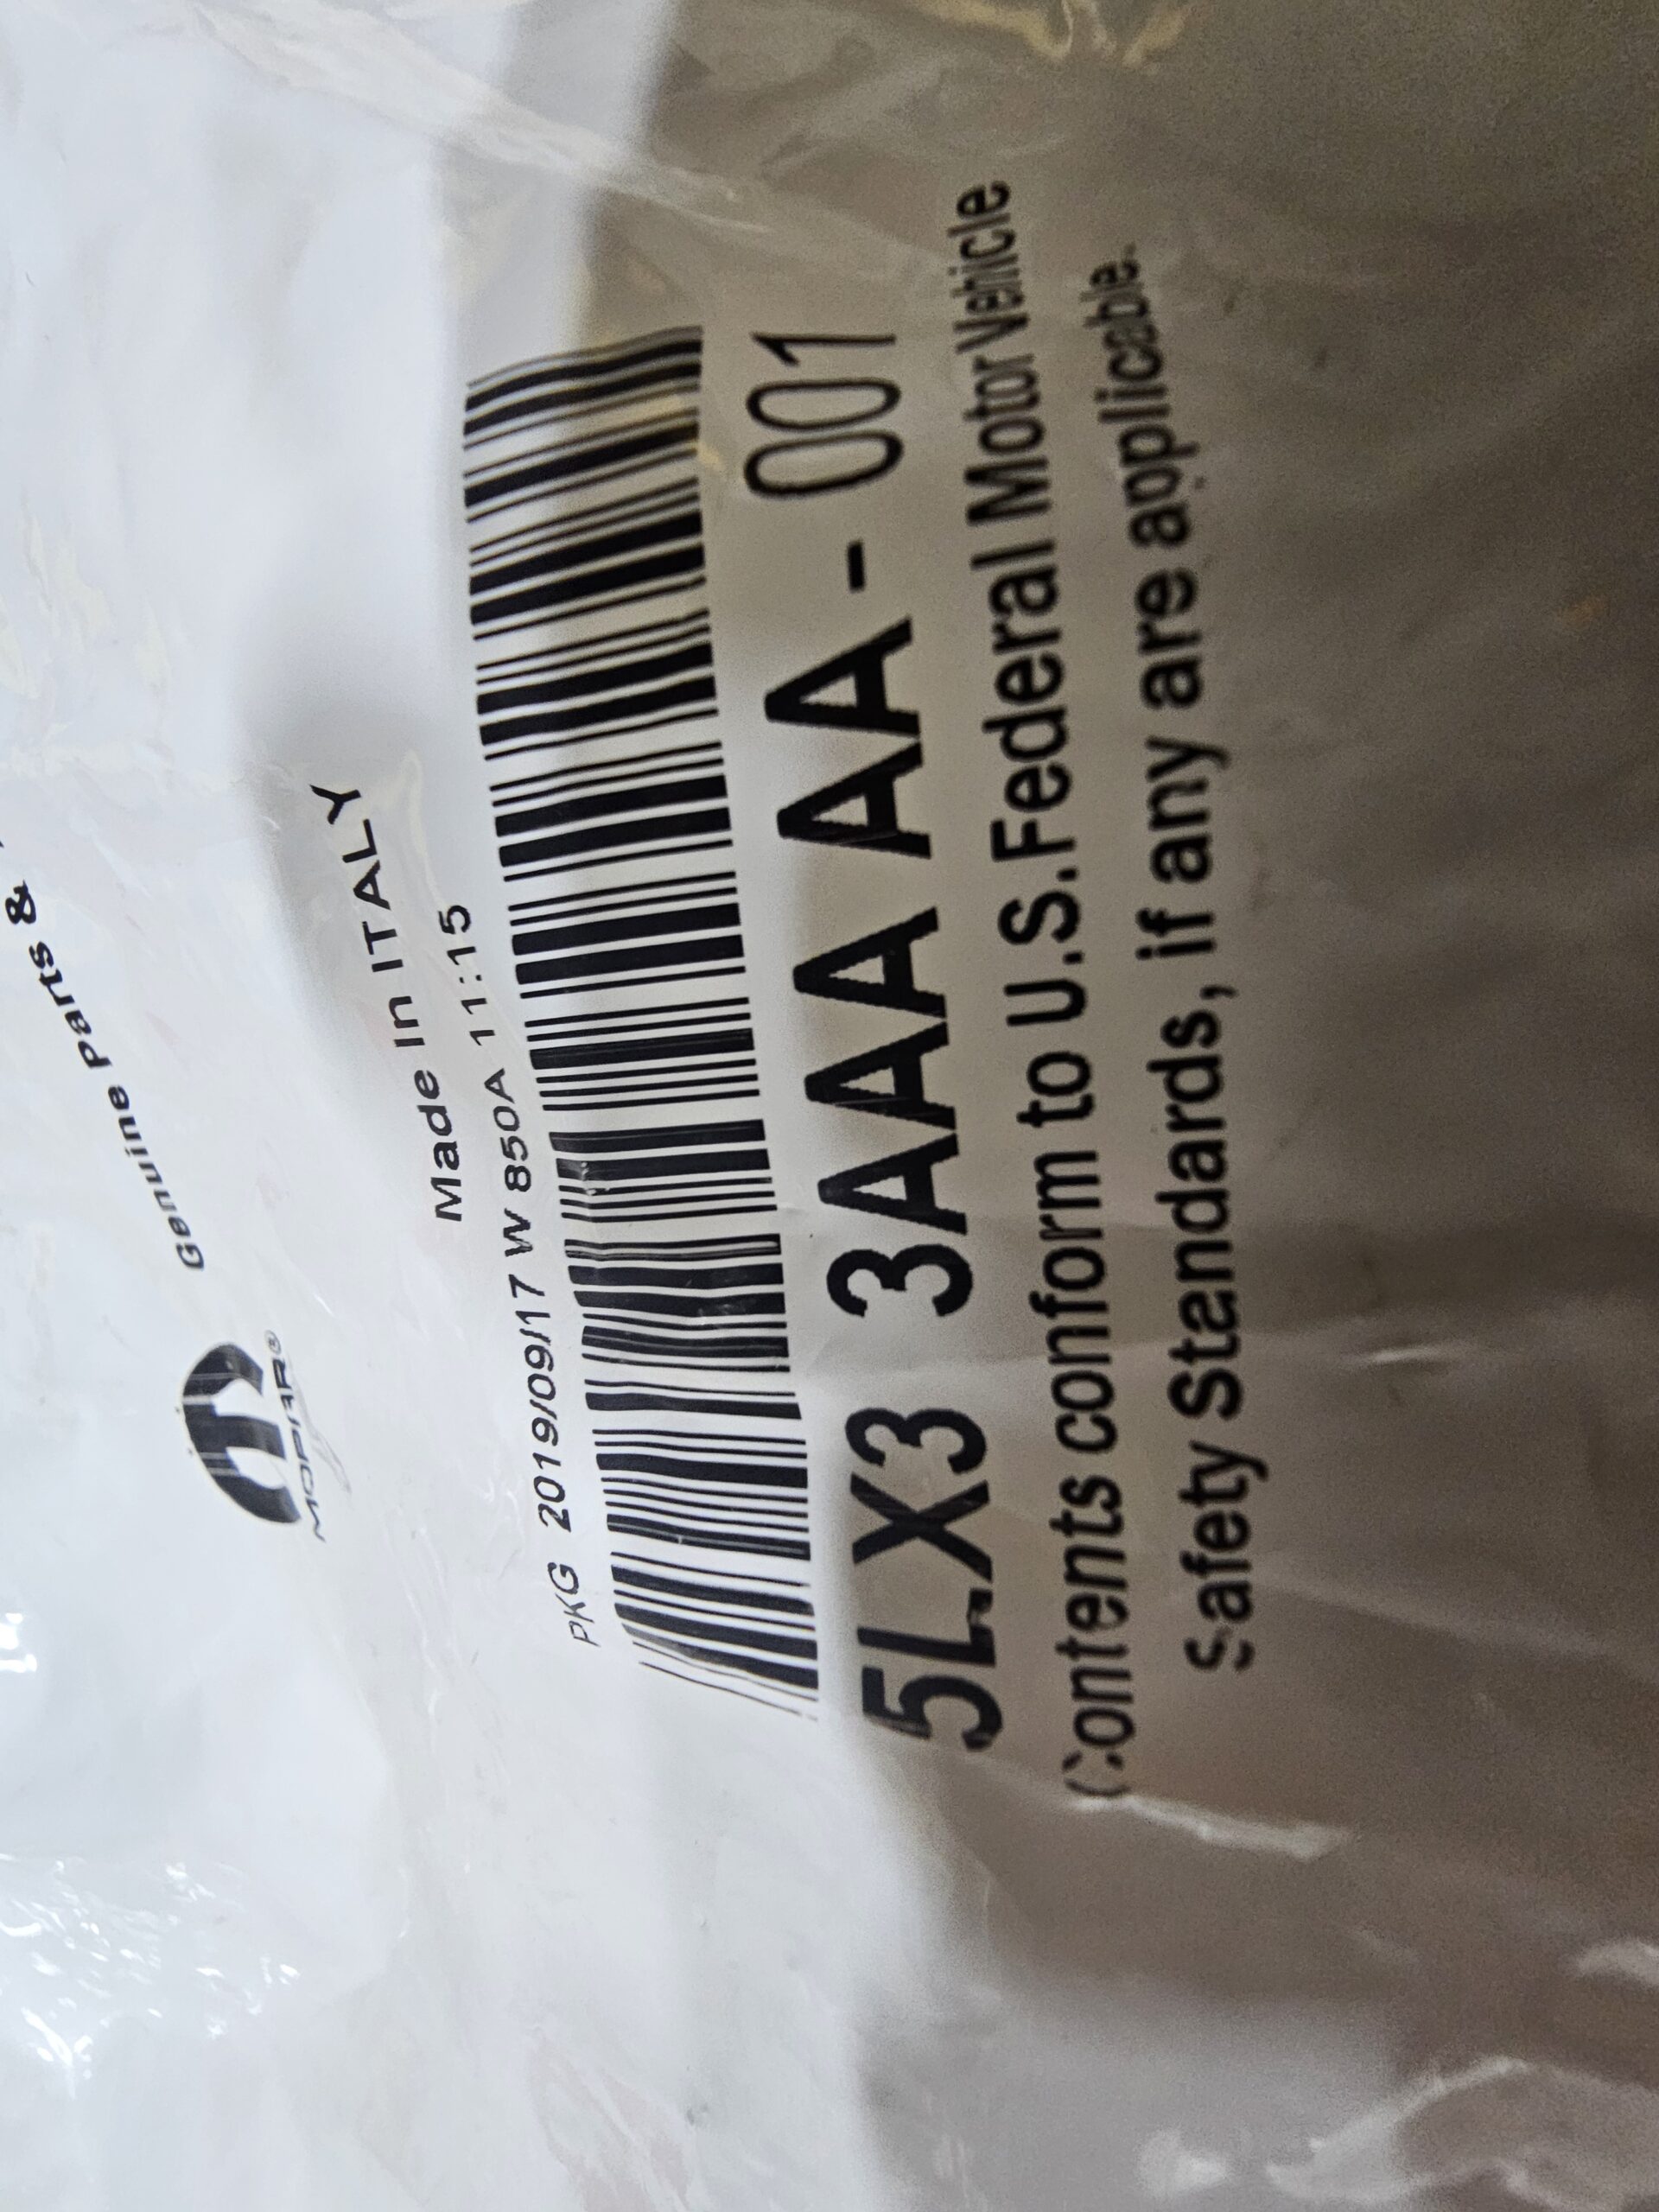 Genuine Parts &
MOPAR®
Made In ITALY
PKG 2019/09/17 W 850A 11:15
5LX3 3AAA AA - 001
Contents conform to U.S. Federal Motor Vehicle
Safety Standards, if any are applicable.